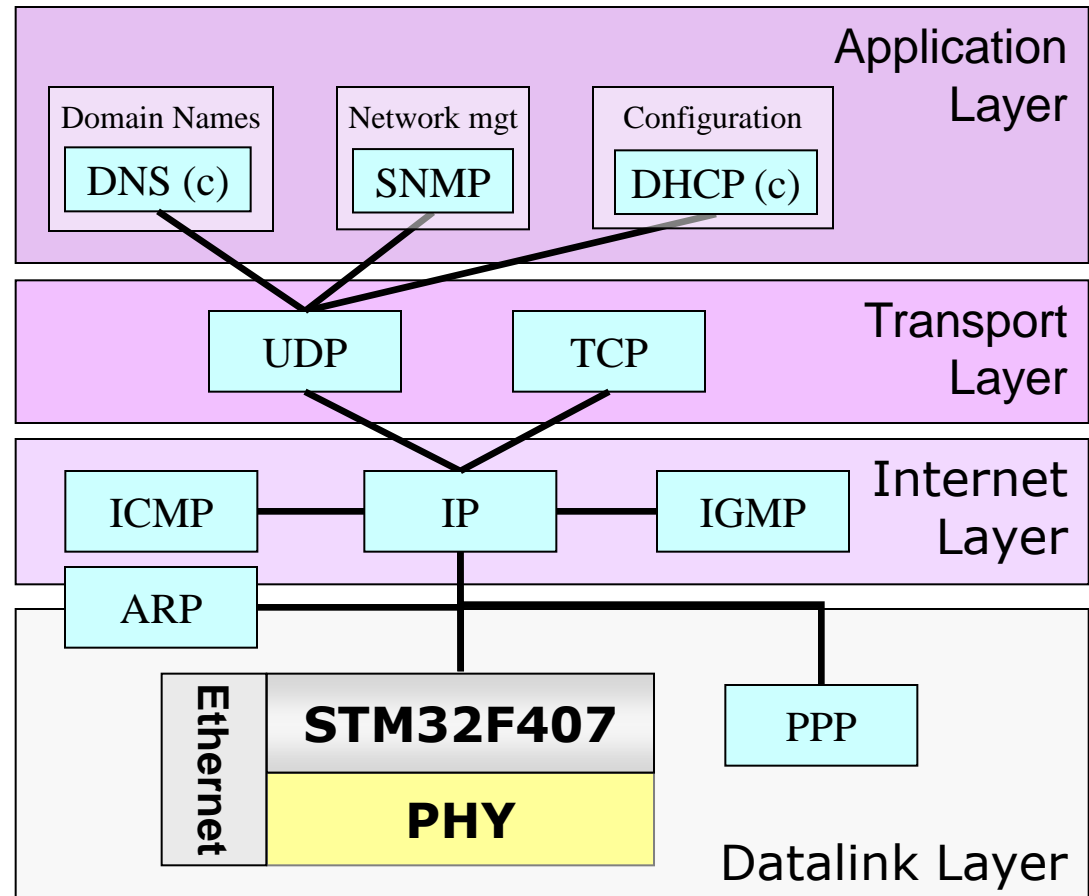 Application
Layer
Domain Names
DNS (c)
Network mgt
SNMP
Configuration
DHCP (c)
Transport
Layer
UDP
TCP
Internet
Layer
ICMP
IP
IGMP
ARP
Ethernet
STM32F407
PHY
PPP
Datalink Layer